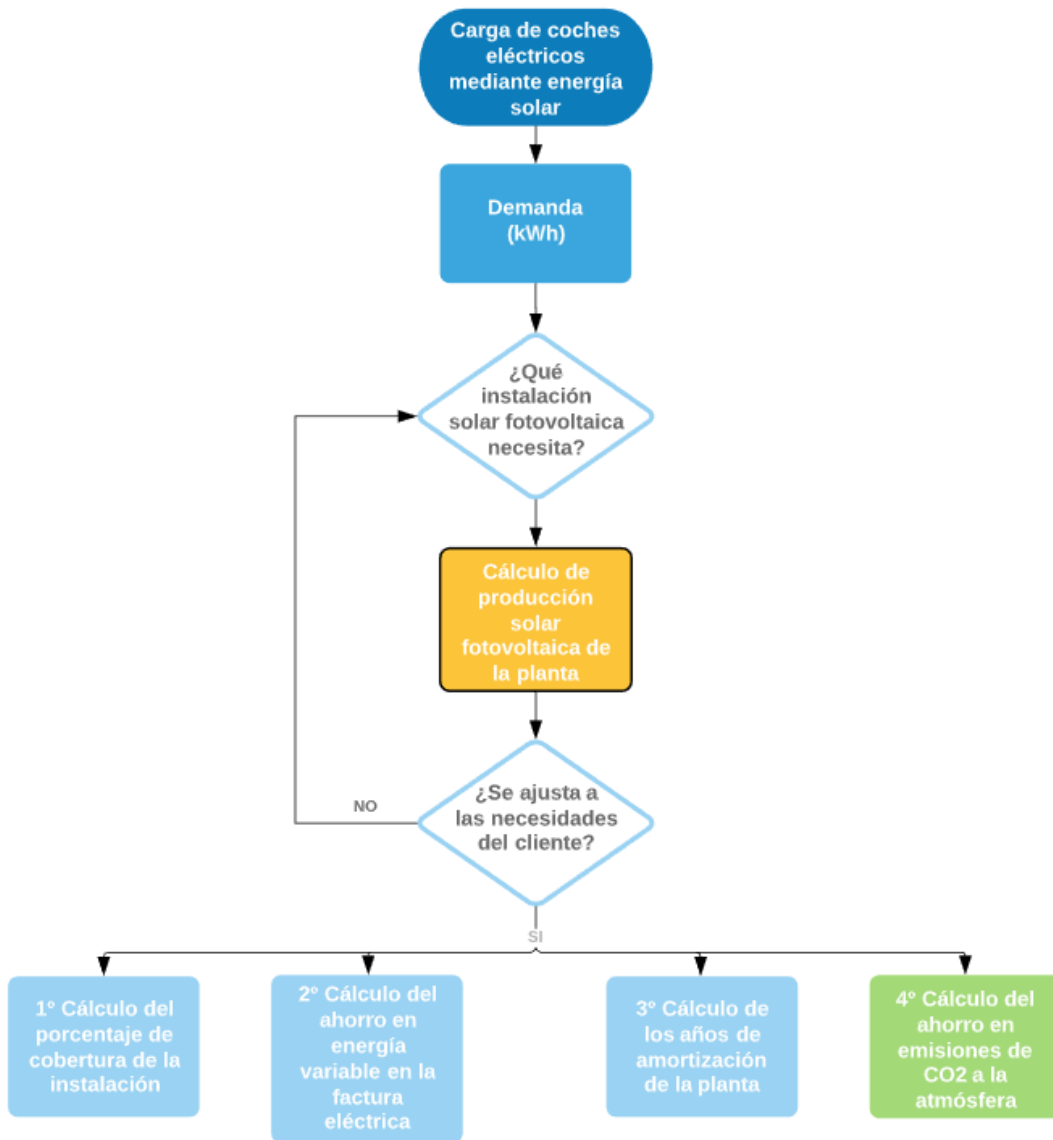 Carga de coches
eléctricos
mediante energía
solar
Demanda
(kWh)
¿Qué
instalación
solar fotovoltaica
necesita?
Cálculo de
producción
solar
fotovoltaica de
la planta
¿Se ajusta a
las necesidades
del cliente?
NO
SI
1º Cálculo del
porcentaje de
cobertura de la
instalación
2º Cálculo del
ahorro en
energía
variable en la
factura
eléctrica
3º Cálculo de
los años de
amortización
de la planta
4º Cálculo del
ahorro en
emisiones de
CO2 a la
atmósfera